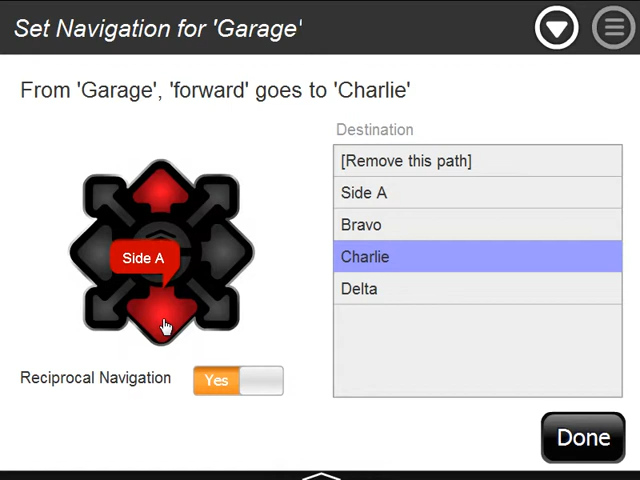 Set Navigation for 'Garage'
From 'Garage', 'forward' goes to 'Charlie'
Destination
[Remove this path]
Side A
Bravo
Charlie
Delta
Side A
Reciprocal Navigation
Yes
Done